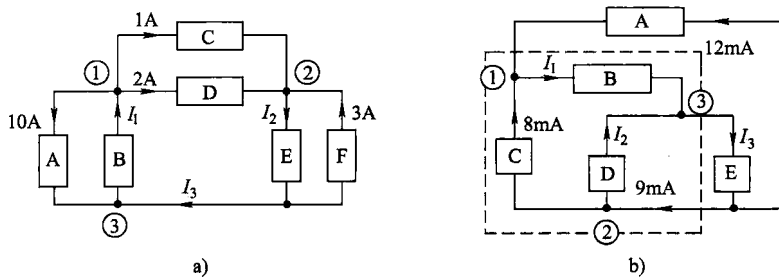 1A
C
①
2A
D
②
10A
A
I₁
B
I₂
E
3A
F
I₃
③
a)
A
12mA
①
I₁
B
③
8mA
C
I₂
D
I₃
E
9mA
②
b)